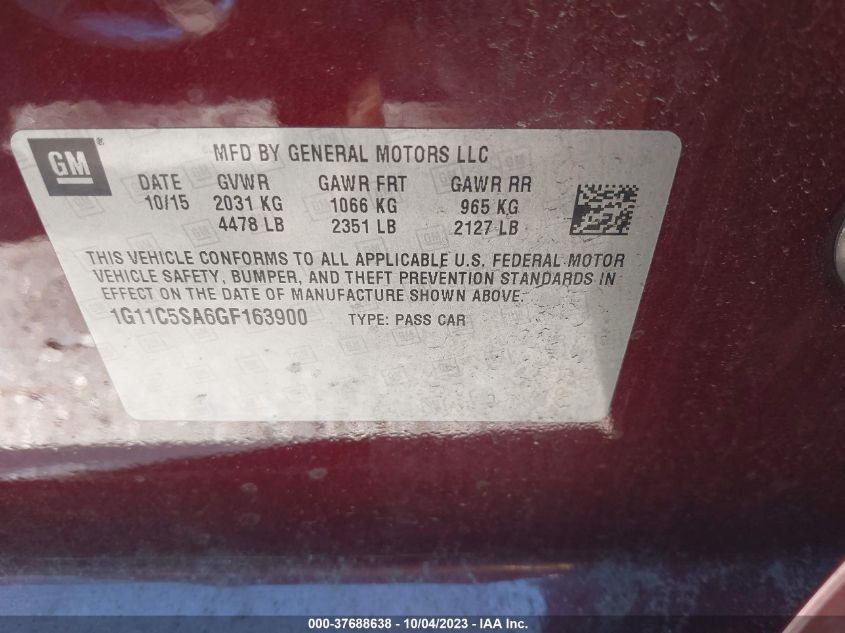 GM ®
MFD BY GENERAL MOTORS LLC
DATE GVWR GAWR FRT GAWR RR
10/15 2031 KG 1066 KG 965 KG
4478 LB 2351 LB 2127 LB
THIS VEHICLE CONFORMS TO ALL APPLICABLE U.S. FEDERAL MOTOR
VEHICLE SAFETY, BUMPER, AND THEFT PREVENTION STANDARDS IN
EFFECT ON THE DATE OF MANUFACTURE SHOWN ABOVE.
1G11C5SA6GF163900 TYPE: PASS CAR
000-37688638 - 10/04/2023 - IAA Inc.